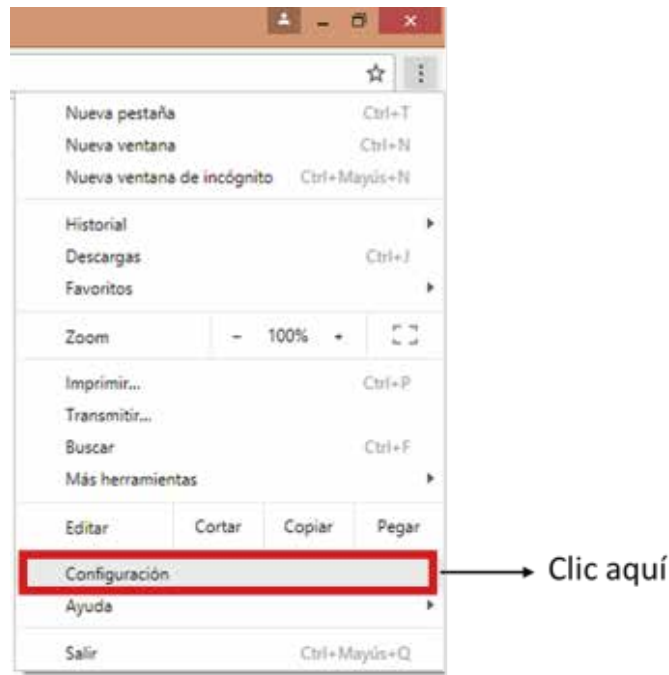 Nueva pestaña Ctrl+T
Nueva ventana Ctrl+N
Nueva ventana de incógnito Ctrl+Mayús+N
Historial
Descargas Ctrl+J
Favoritos
Zoom - 100% +
Imprimir... Ctrl+P
Transmitir...
Buscar Ctrl+F
Más herramientas
Editar Cortar Copiar Pegar
Configuración Clic aquí
Ayuda
Salir Ctrl+Mayús+Q